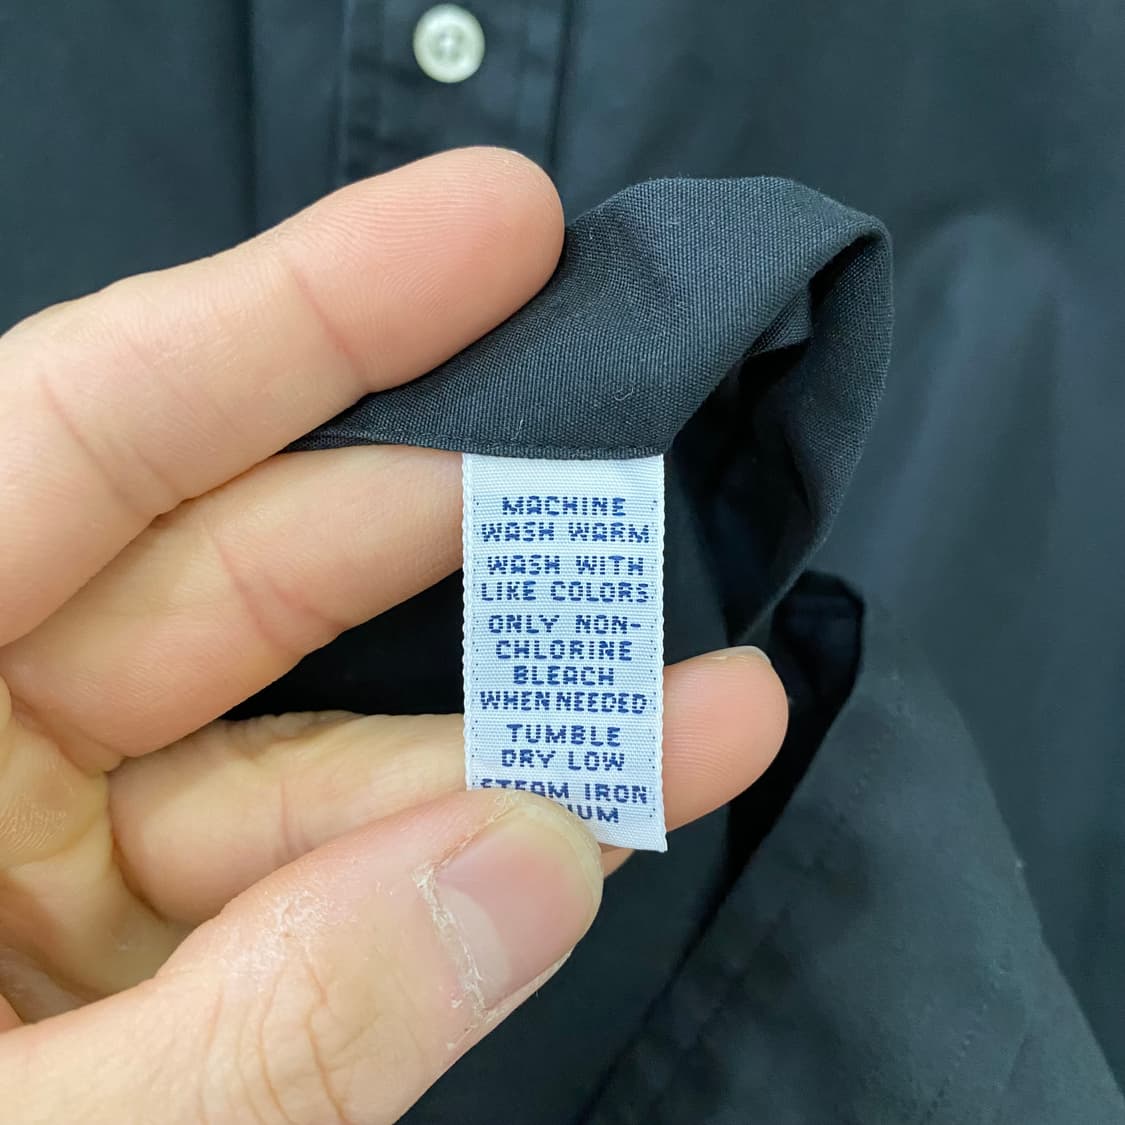 MACHINE
WASH WARM
WASH WITH
LIKE COLORS
ONLY NON-
CHLORINE
BLEACH
WHEN NEEDED
TUMBLE
DRY LOW
STEAM IRON